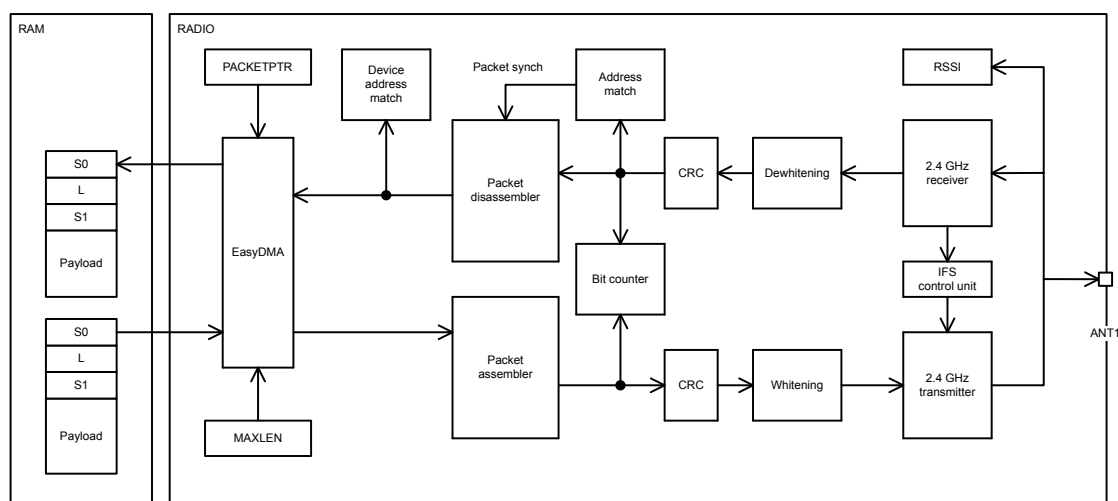 RAM
RADIO
PACKETPTR
Device
address
match
Packet synch
Address
match
RSSI
S0
L
S1
Payload
EasyDMA
Packet
disassembler
CRC
Dewhitening
2.4 GHz
receiver
Bit counter
IFS
control unit
ANT1
S0
L
S1
Payload
Packet
assembler
CRC
Whitening
2.4 GHz
transmitter
MAXLEN